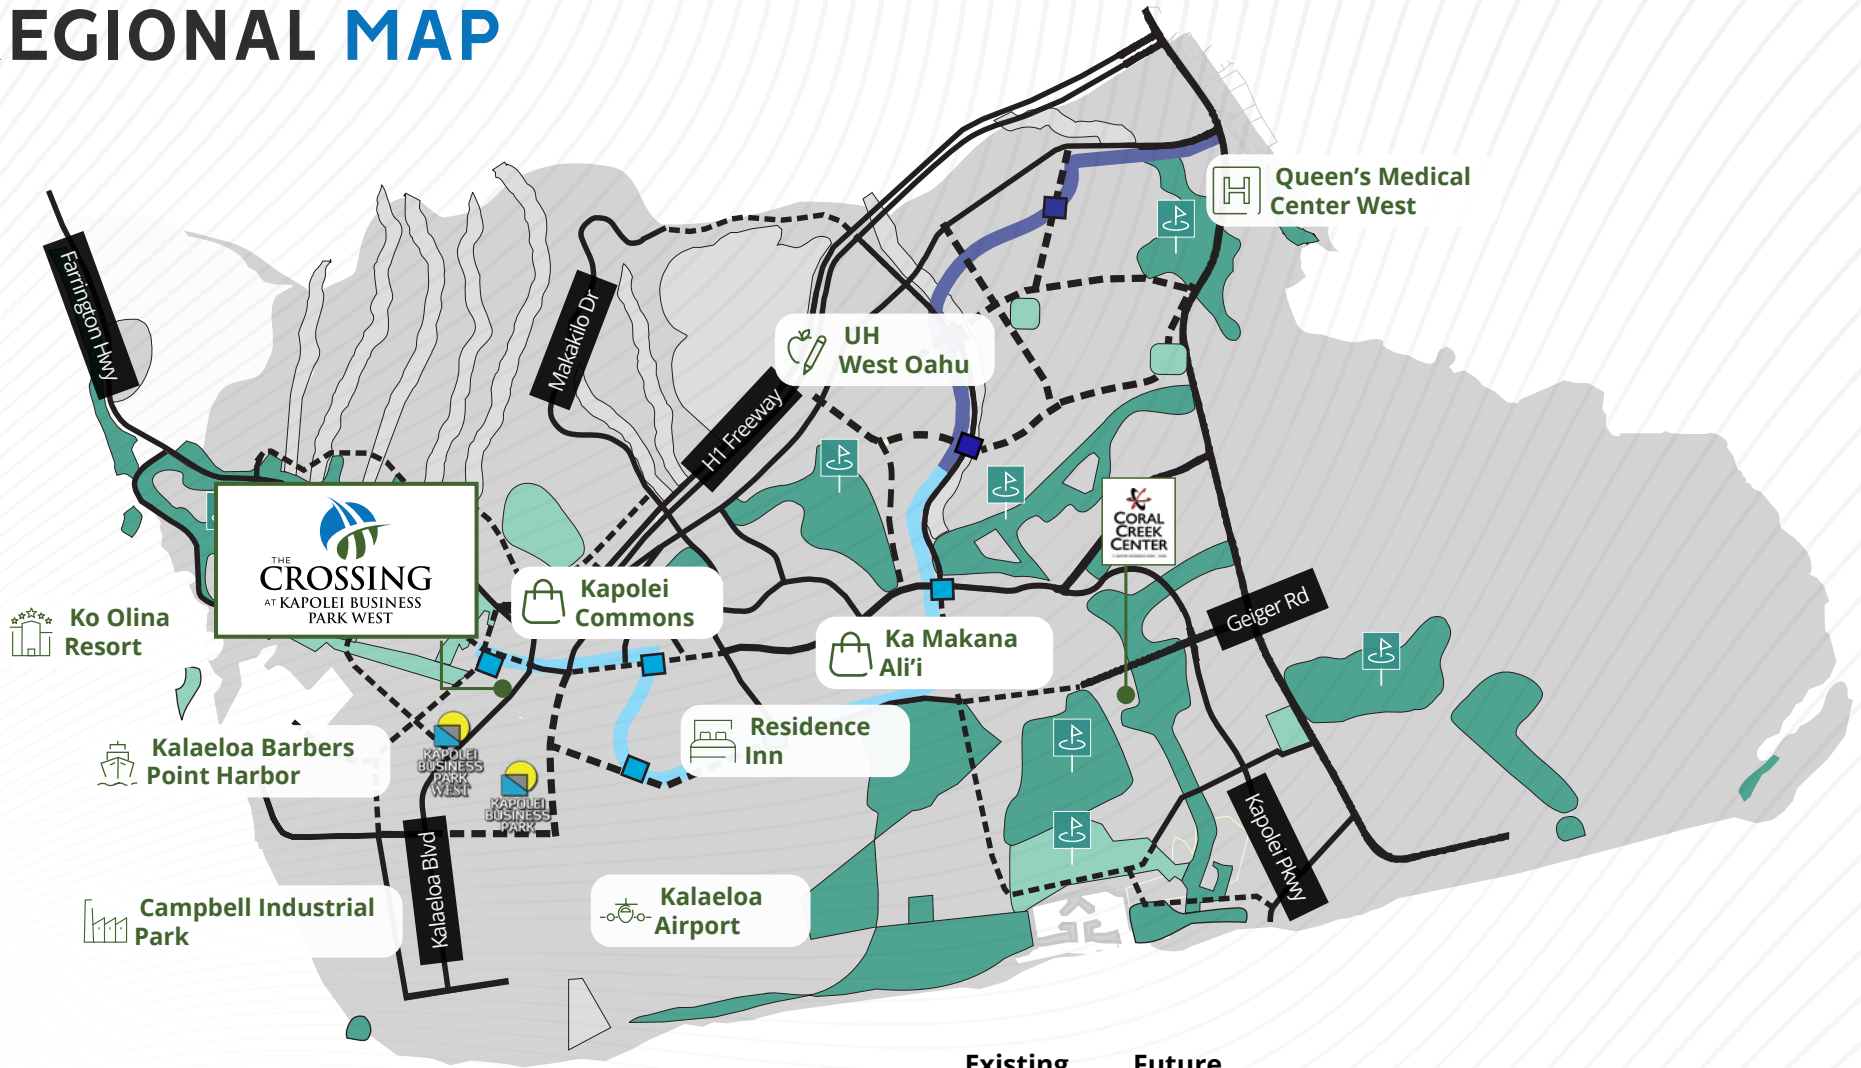 EGIONAL MAP
Queen's Medical
Center West
Farrington Hwy
Makakilo Dr
UH
West Oahu
H1 Freeway
THE
CROSSING
AT KAPOLEI BUSINESS
PARK WEST
CORAL
CREEK
CENTER
Kapolei
Commons
Ko Olina
Resort
Geiger Rd
Ka Makana
Ali'i
Residence
Inn
Kalaeloa Barbers
Point Harbor
KAPOLEI
BUSINESS
PARK
WEST
KAPOLEI
BUSINESS
PARK
Kapolei Pkwy
Kalaeloa Blvd
Campbell Industrial
Park
Kalaeloa
Airport
Existing Future